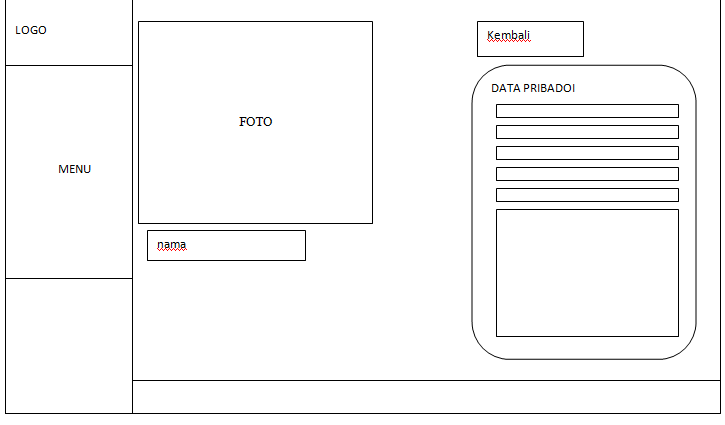 LOGO
Kembali
DATA PRIBADOI
FOTO
MENU
nama